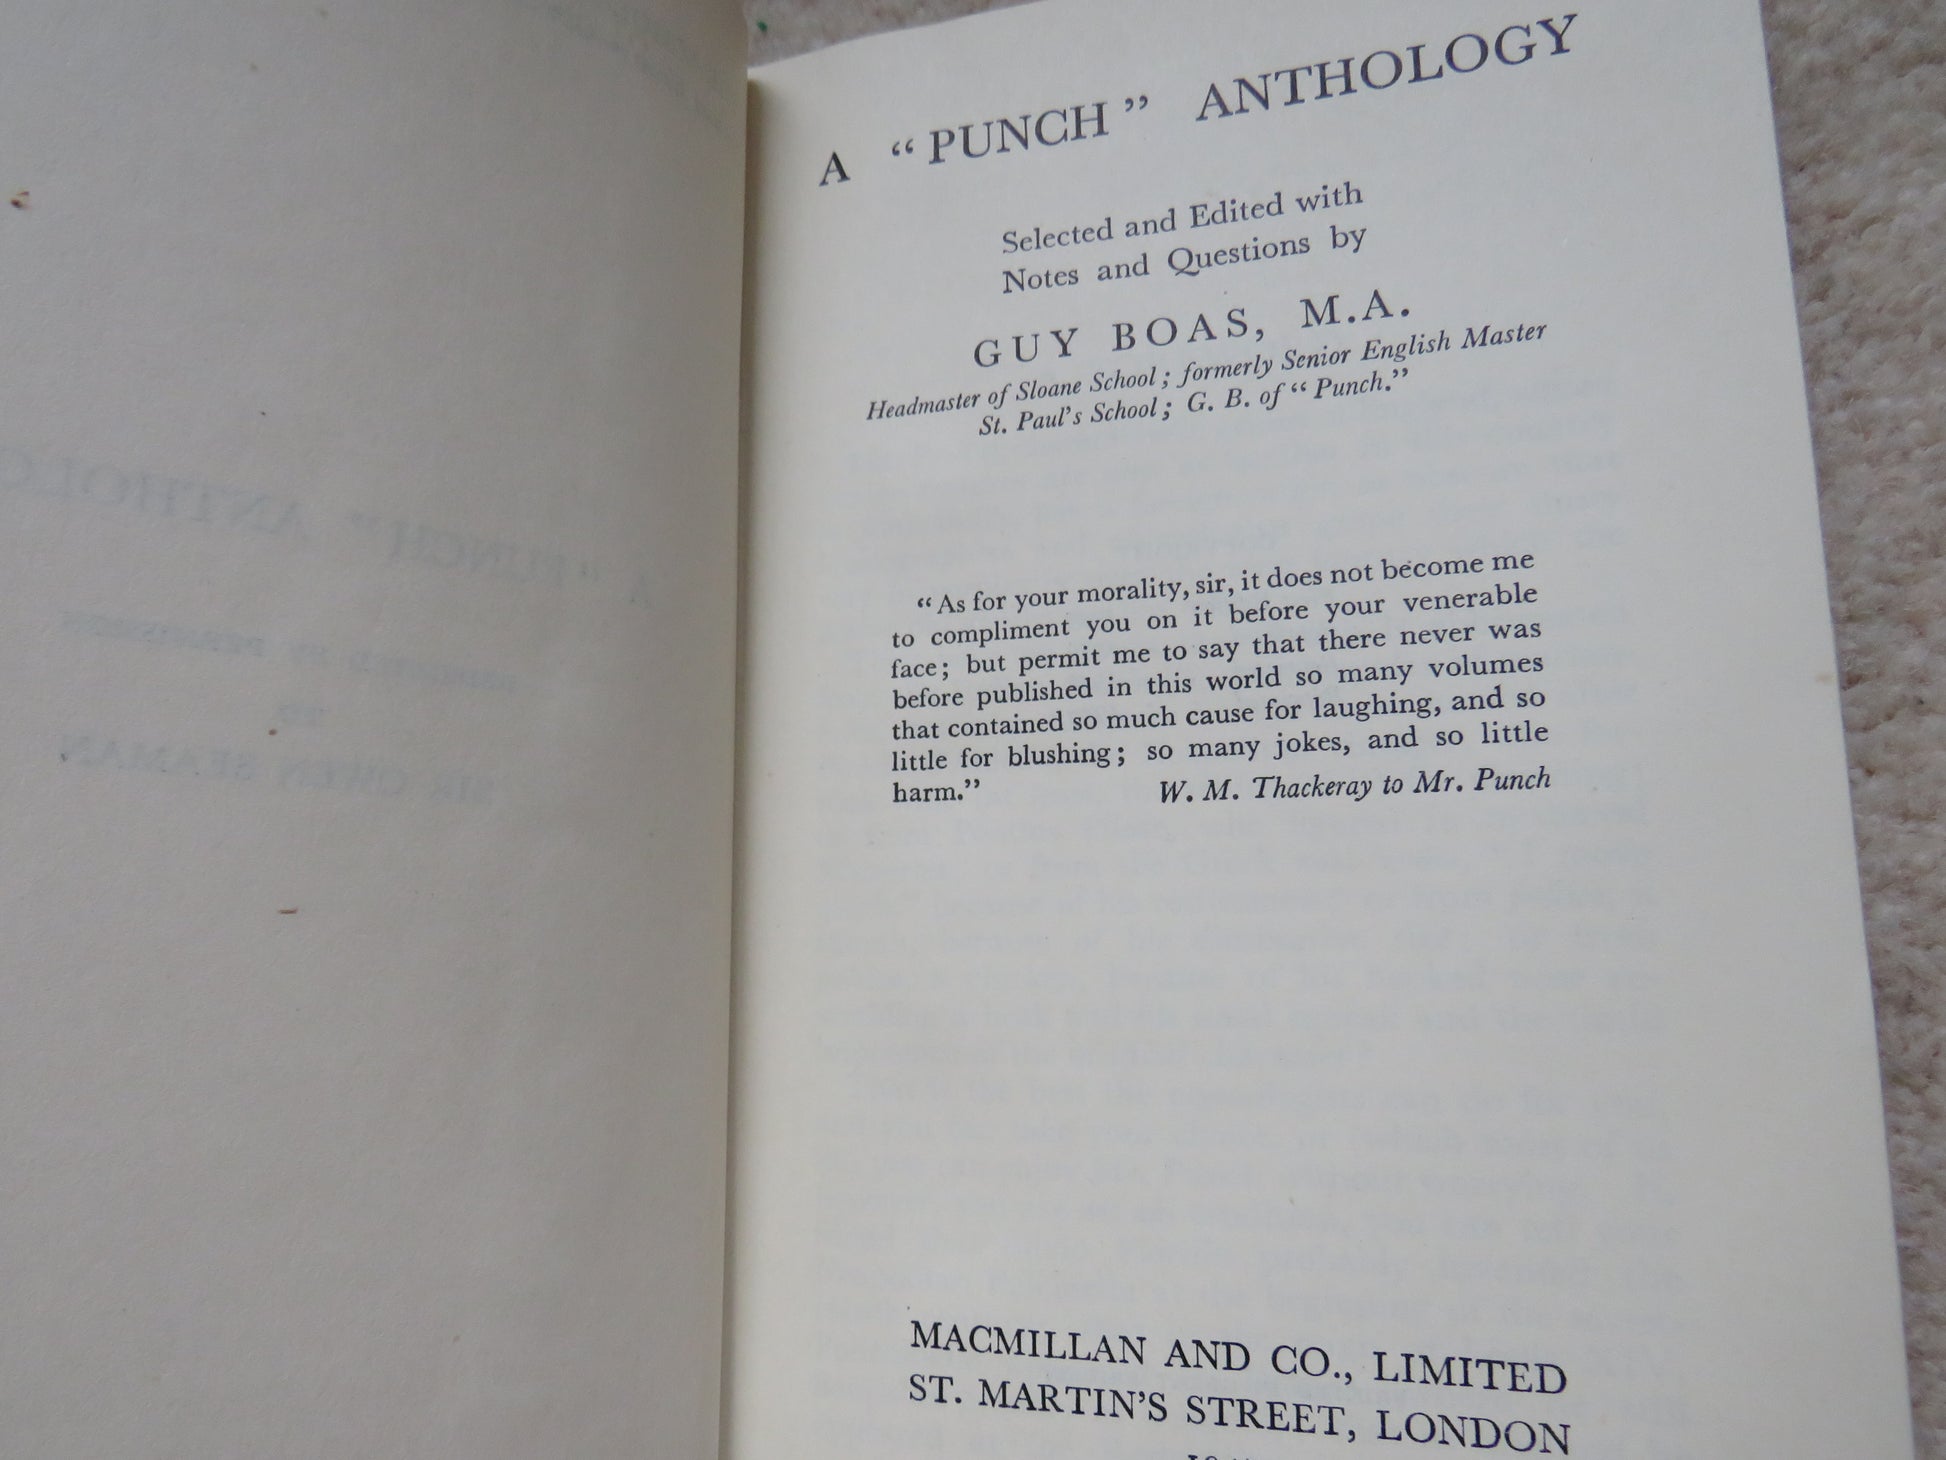 A “PUNCH” ANTHOLOGY
Selected and Edited with
Notes and Questions by
GUY BOAS, M.A.
Headmaster of Sloane School; formerly Senior English Master
St. Paul's School; G. B. of “Punch.”
“As for your morality, sir, it does not become me
to compliment you on it before your venerable
face; but permit me to say that there never was
before published in this world so many volumes
that contained so much cause for laughing, and so
little for blushing; so many jokes, and so little
harm.” W. M. Thackeray to Mr. Punch
MACMILLAN AND CO., LIMITED
ST. MARTIN'S STREET, LONDON